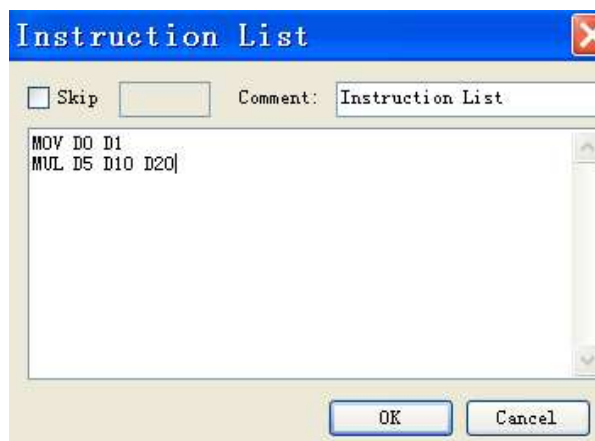 Instruction List
Skip Comment: Instruction List
MOV D0 D1
MUL D5 D10 D20
OK Cancel